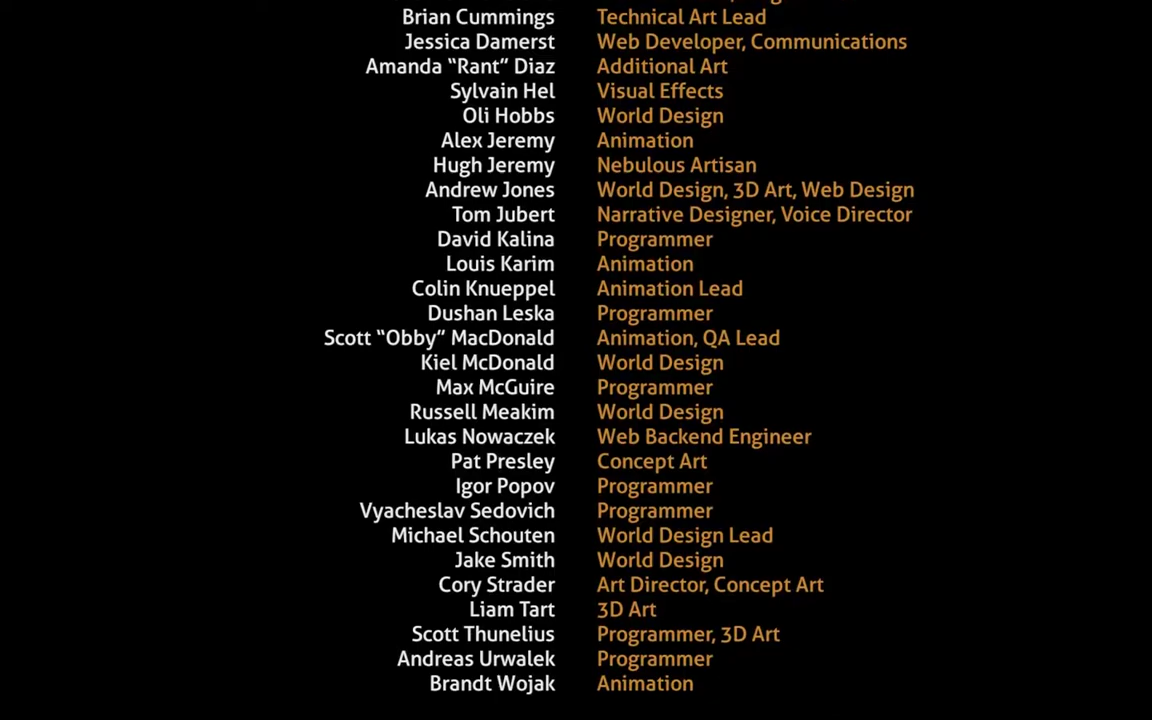 Brian Cummings Technical Art Lead
Jessica Damerst Web Developer, Communications
Amanda “Rant” Diaz Additional Art
Sylvain Hel Visual Effects
Oli Hobbs World Design
Alex Jeremy Animation
Hugh Jeremy Nebulous Artisan
Andrew Jones World Design, 3D Art, Web Design
Tom Jubert Narrative Designer, Voice Director
David Kalina Programmer
Louis Karim Animation
Colin Knueppel Animation Lead
Dushan Leska Programmer
Scott “Obby” MacDonald Animation, QA Lead
Kiel McDonald World Design
Max McGuire Programmer
Russell Meakim World Design
Lukas Nowaczek Web Backend Engineer
Pat Presley Concept Art
Igor Popov Programmer
Vyacheslav Sedovich Programmer
Michael Schouten World Design Lead
Jake Smith World Design
Cory Strader Art Director, Concept Art
Liam Tart 3D Art
Scott Thunelius Programmer, 3D Art
Andreas Urwalek Programmer
Brandt Wojak Animation